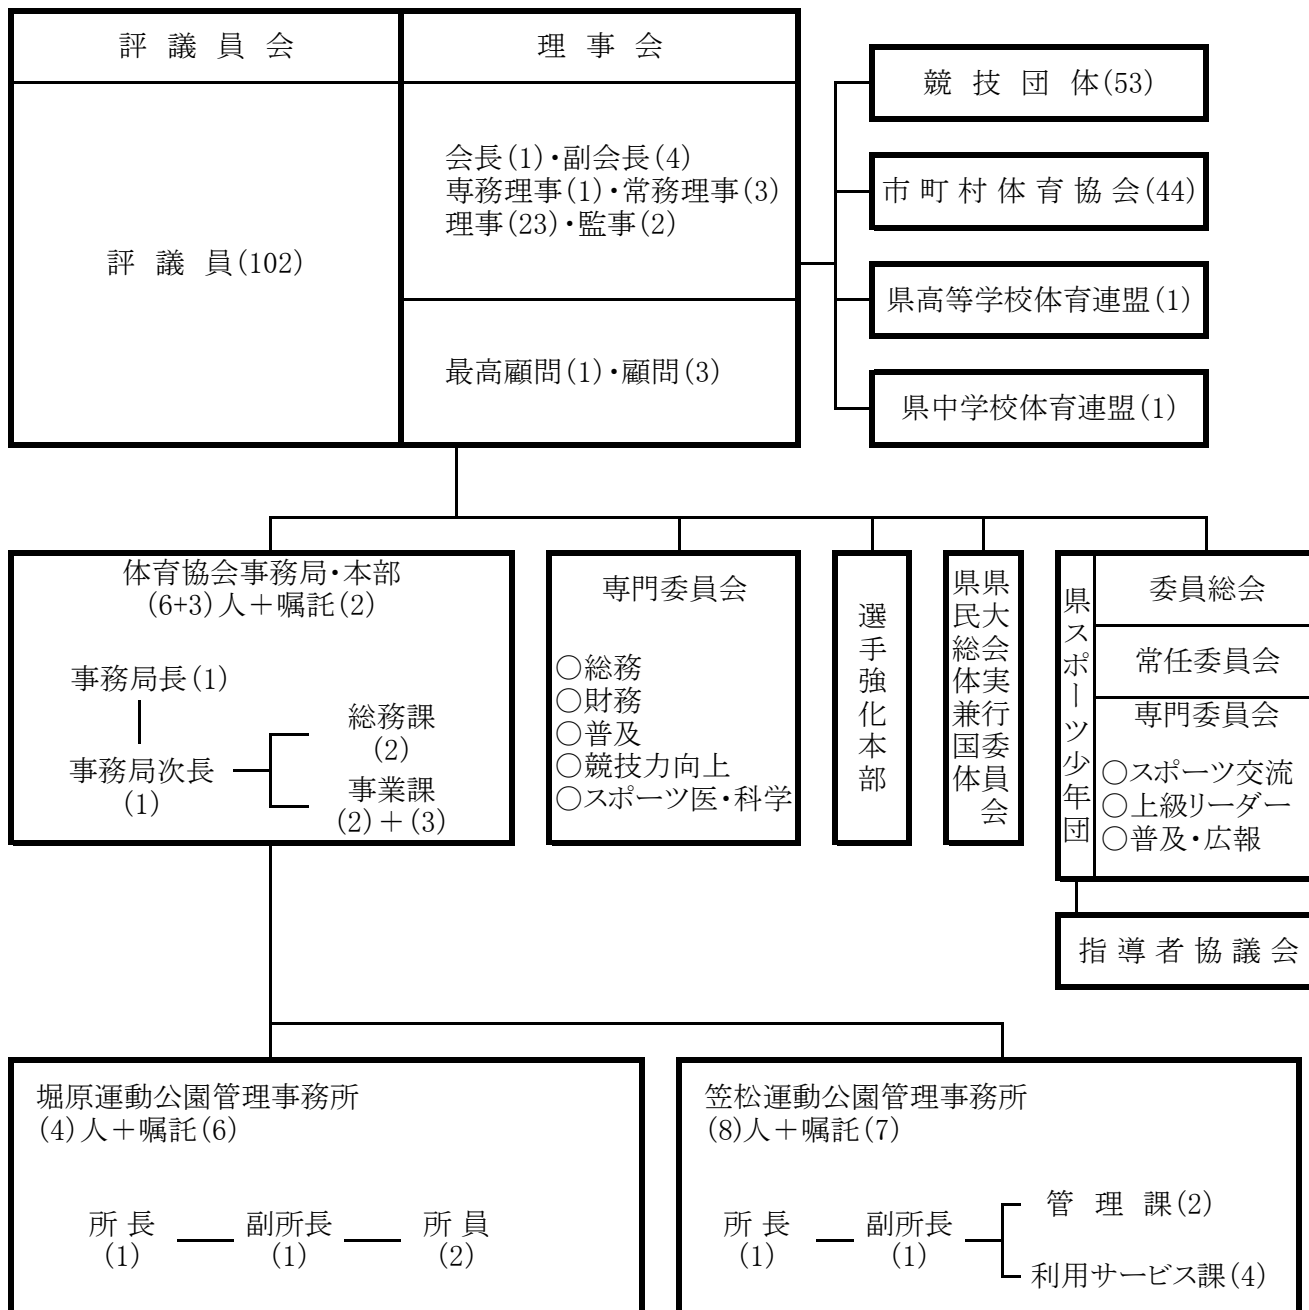 評議員会
理事会
評議員(102)
会長(1)・副会長(4)
専務理事(1)・常務理事(3)
理事(23)・監事(2)
最高顧問(1)・顧問(3)
競技団体(53)
市町村体育協会(44)
県高等学校体育連盟(1)
県中学校体育連盟(1)
体育協会事務局・本部
(6+3)人＋嘱託(2)
事務局長(1)
事務局次長
(1)
総務課
(2)
事業課
(2)＋(3)
専門委員会
○総務
○財務
○普及
○競技力向上
○スポーツ医・科学
選手強化本部
県民総体兼国体
県大会実行委員会
県スポーツ少年団
委員総会
常任委員会
専門委員会
○スポーツ交流
○上級リーダー
○普及・広報
指導者協議会
堀原運動公園管理事務所
(4)人＋嘱託(6)
所長
(1)
副所長
(1)
所員
(2)
笠松運動公園管理事務所
(8)人＋嘱託(7)
所長
(1)
副所長
(1)
管理課(2)
利用サービス課(4)